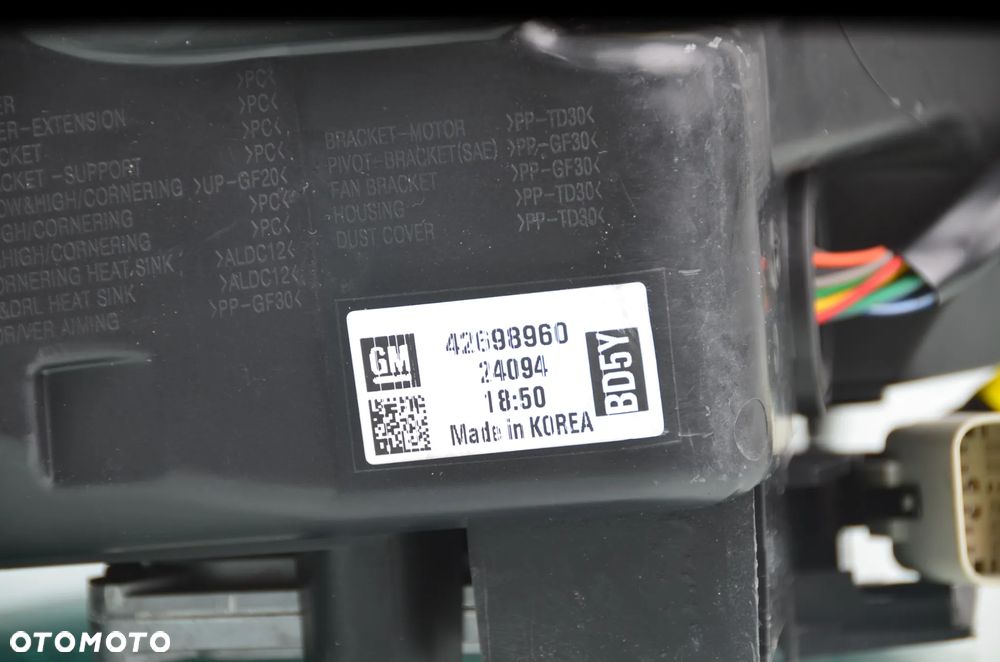 >PC<
>PC<
ER-EXTENSION >PC<
CKET >PC<
CKET -SUPPORT >UP-GF20<
OW&HIGH/CORNERING >PC<
GH/CORNERING >PC<
HIGH/CORNERING >ALDC12<
RNERING HEAT SINK >ALDC12<
&DRL HEAT SINK >PP-GF30<
OR/VER AIMING
BRACKET-MOTOR >PP-TD30<
PIVOT-BRACKET(SAE) >PP-GF30<
FAN BRACKET >PP-GF30<
HOUSING >PP-TD30<
DUST COVER >PP-TD30<
GM
42698960
24094
18:50
Made in KOREA
BD5Y
OTOMOTO